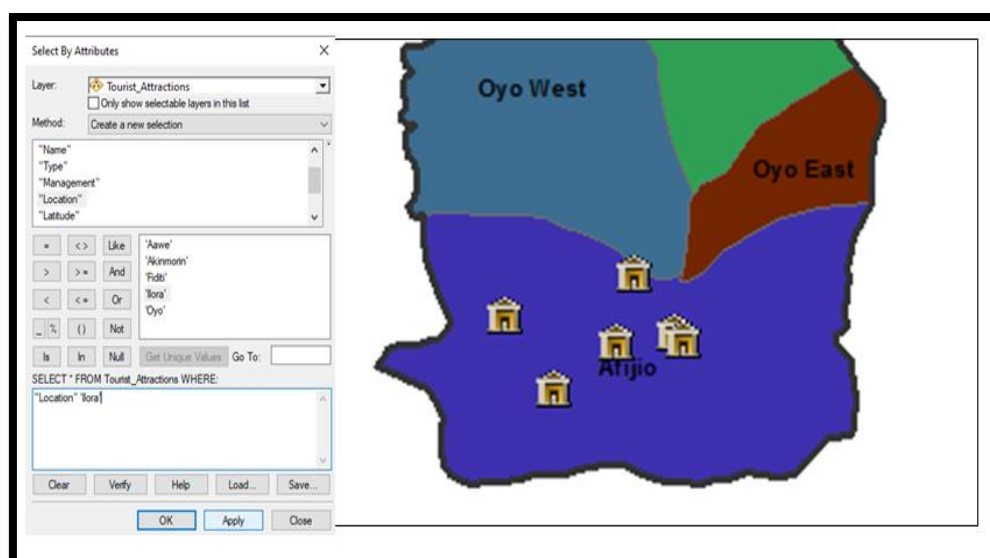 Select By Attributes
Layer: Tourist_Attractions
Only show selectable layers in this list
Method: Create a new selection
"Name"
"Type"
"Management"
"Location"
"Latitude"
= <> Like
> >= And
< <= Or
_ % () Not
Is In Null
'Aawe'
'Akinmorin'
'Fiditi'
'Ilora'
'Oyo'
Get Unique Values Go To:
SELECT * FROM Tourist_Attractions WHERE:
"Location" 'Ilora'
Clear Verify Help Load... Save...
OK Apply Close
Oyo West
Oyo East
Afijio